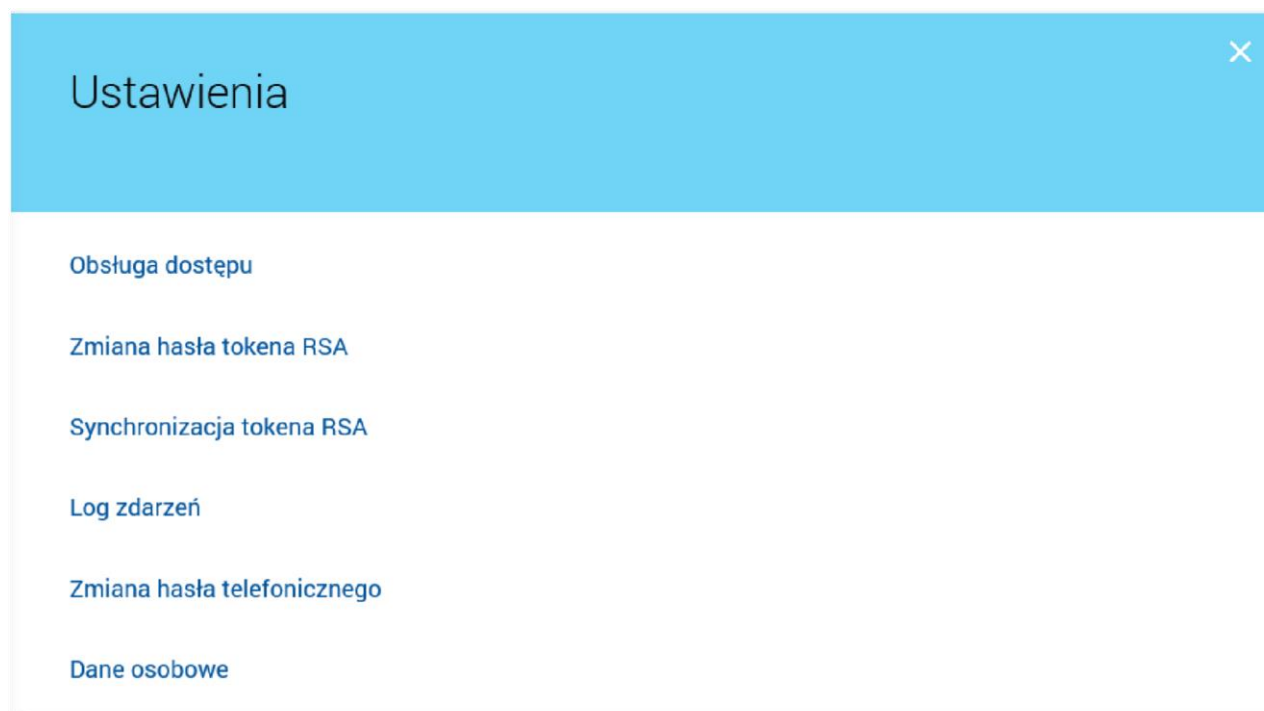 Ustawienia
Obsługa dostępu
Zmiana hasła tokena RSA
Synchronizacja tokena RSA
Log zdarzeń
Zmiana hasła telefonicznego
Dane osobowe